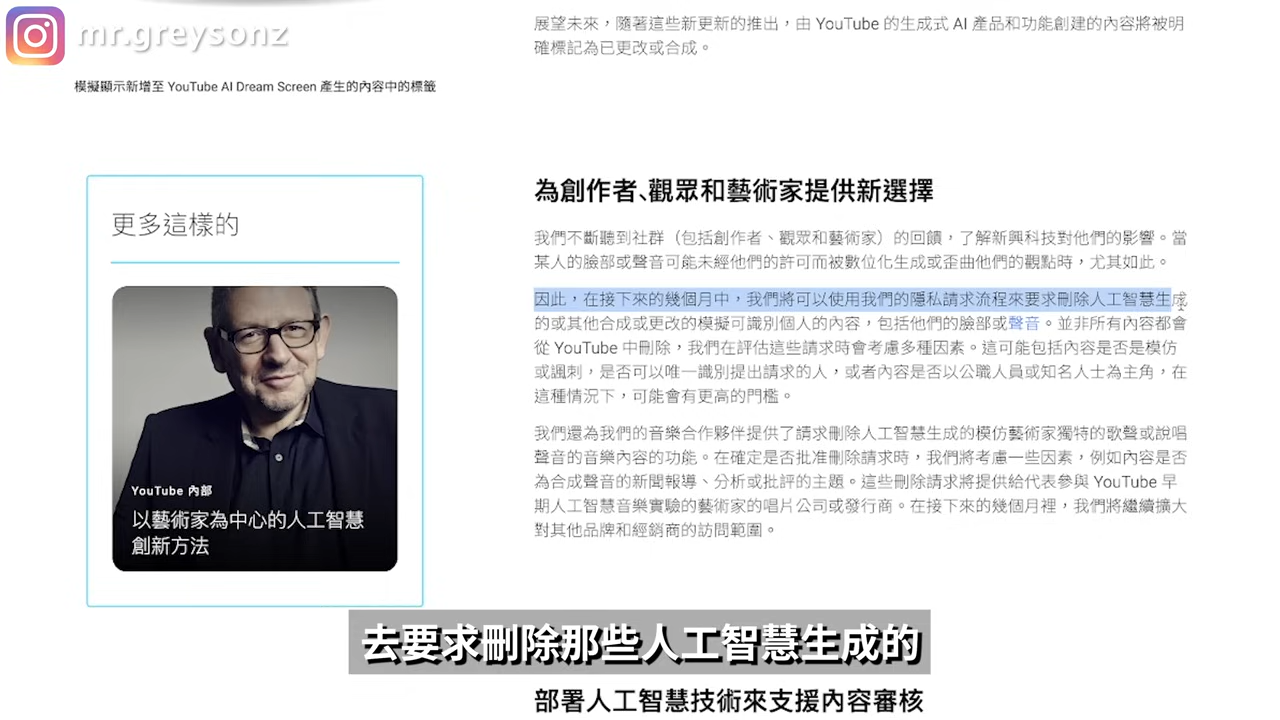 mr.greysonz
展望未來，隨著這些新更新的推出，由 YouTube 的生成式 AI 產品和功能創建的內容將被明
確標記為已更改或合成。
模擬顯示新增至 YouTube AI Dream Screen 產生的內容中的標籤
更多這樣的
YouTube 內部
以藝術家為中心的人工智慧
創新方法
為創作者、觀眾和藝術家提供新選擇
我們不斷聽到社群（包括創作者、觀眾和藝術家）的回饋，了解新興科技對他們的影響。當
某人的臉部或聲音可能未經他們的許可而被數位化生成或歪曲他們的觀點時，尤其如此。
因此，在接下來的幾個月中，我們將可以使用我們的隱私請求流程來要求刪除人工智慧生成
的或其他合成或更改的模擬可識別個人的內容，包括他們的臉部或聲音。並非所有內容都會
從 YouTube 中刪除，我們在評估這些請求時會考慮多種因素。這可能包括內容是否是模仿
或諷刺，是否可以唯一識別提出請求的人，或者內容是否以公職人員或知名人士為主角，在
這種情況下，可能會有更高的門檻。
我們還為我們的音樂合作夥伴提供了請求刪除人工智慧生成的模仿藝術家獨特的歌聲或說唱
聲音的音樂內容的功能。在確定是否批准刪除請求時，我們將考慮一些因素，例如內容是否
為合成聲音的新聞報導、分析或批評的主題。這些刪除請求將提供給代表參與 YouTube 早
期人工智慧音樂實驗的藝術家的唱片公司或發行商。在接下來的幾個月裡，我們將繼續擴大
對其他品牌和經銷商的訪問範圍。
去要求刪除那些人工智慧生成的
部署人工智慧技術來支援內容審核